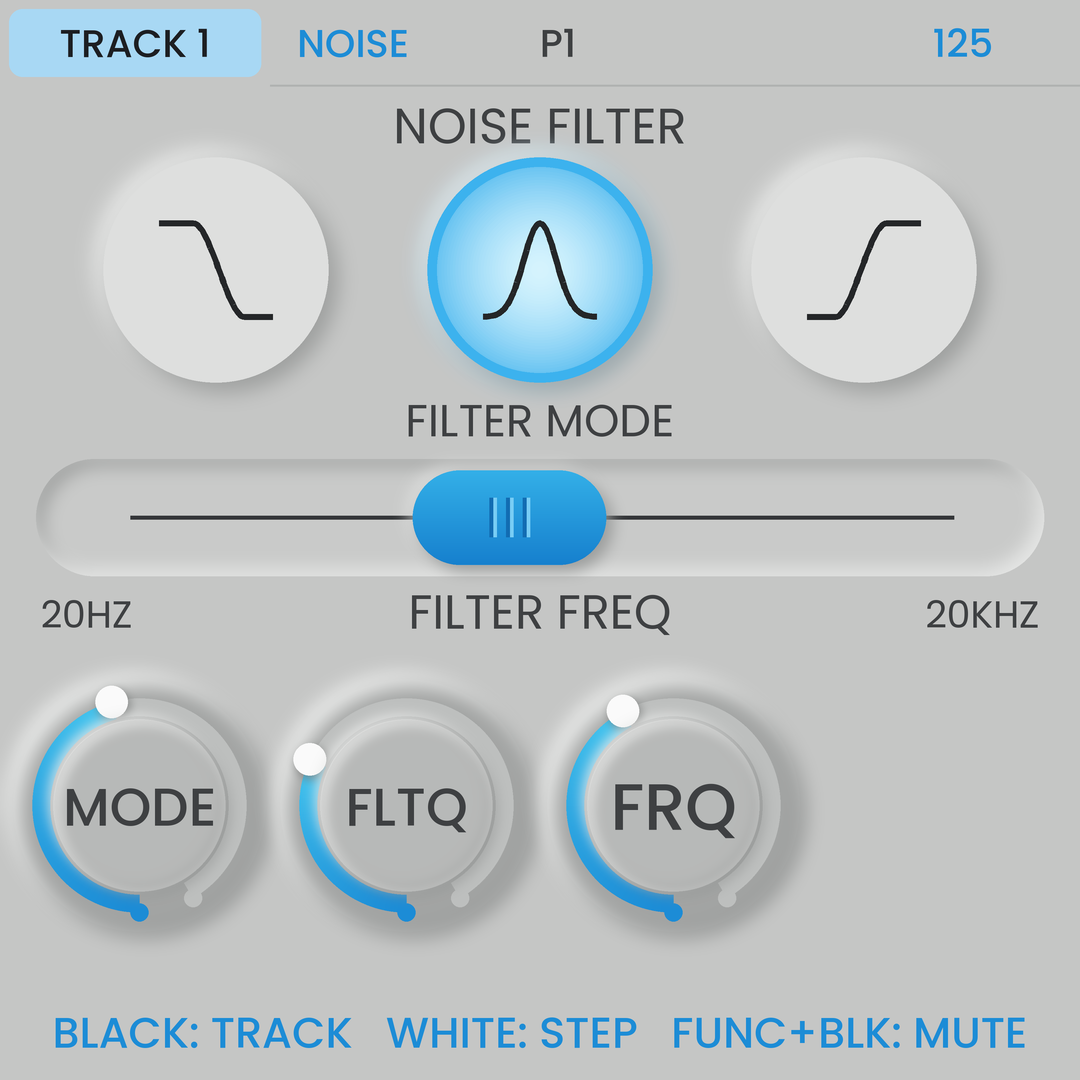 TRACK 1 NOISE P1 125
NOISE FILTER
FILTER MODE
20HZ FILTER FREQ 20KHZ
MODE FLTQ FRQ
BLACK: TRACK WHITE: STEP FUNC+BLK: MUTE